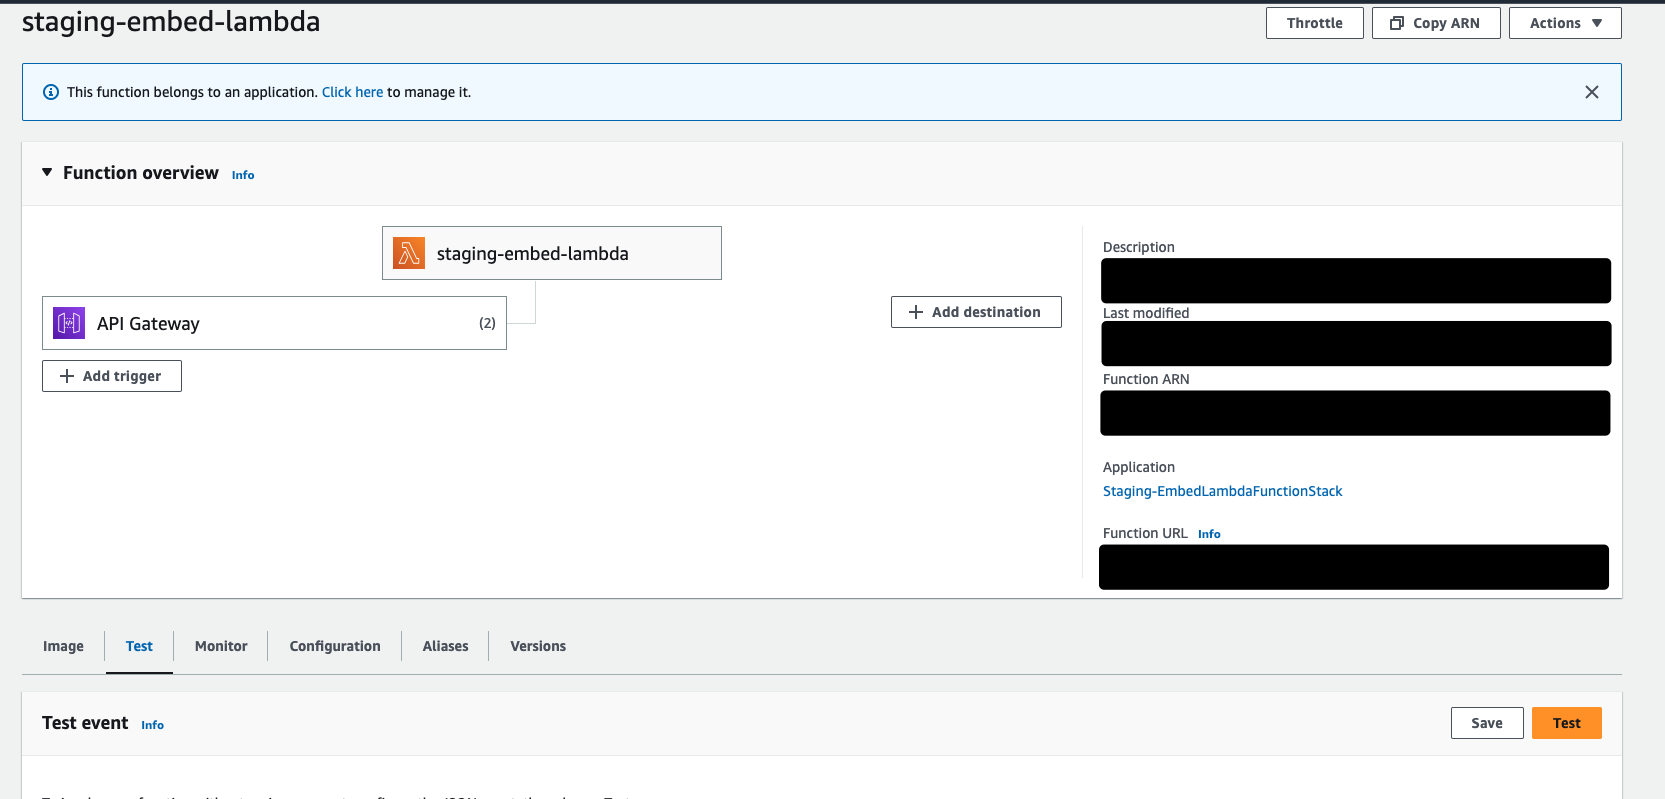 staging-embed-lambda
Throttle
Copy ARN
Actions
This function belongs to an application. Click here to manage it.
Function overview Info
staging-embed-lambda
API Gateway (2)
Add trigger
Add destination
Description
Last modified
Function ARN
Application
Staging-EmbedLambdaFunctionStack
Function URL Info
Image
Test
Monitor
Configuration
Aliases
Versions
Test event Info
Save
Test